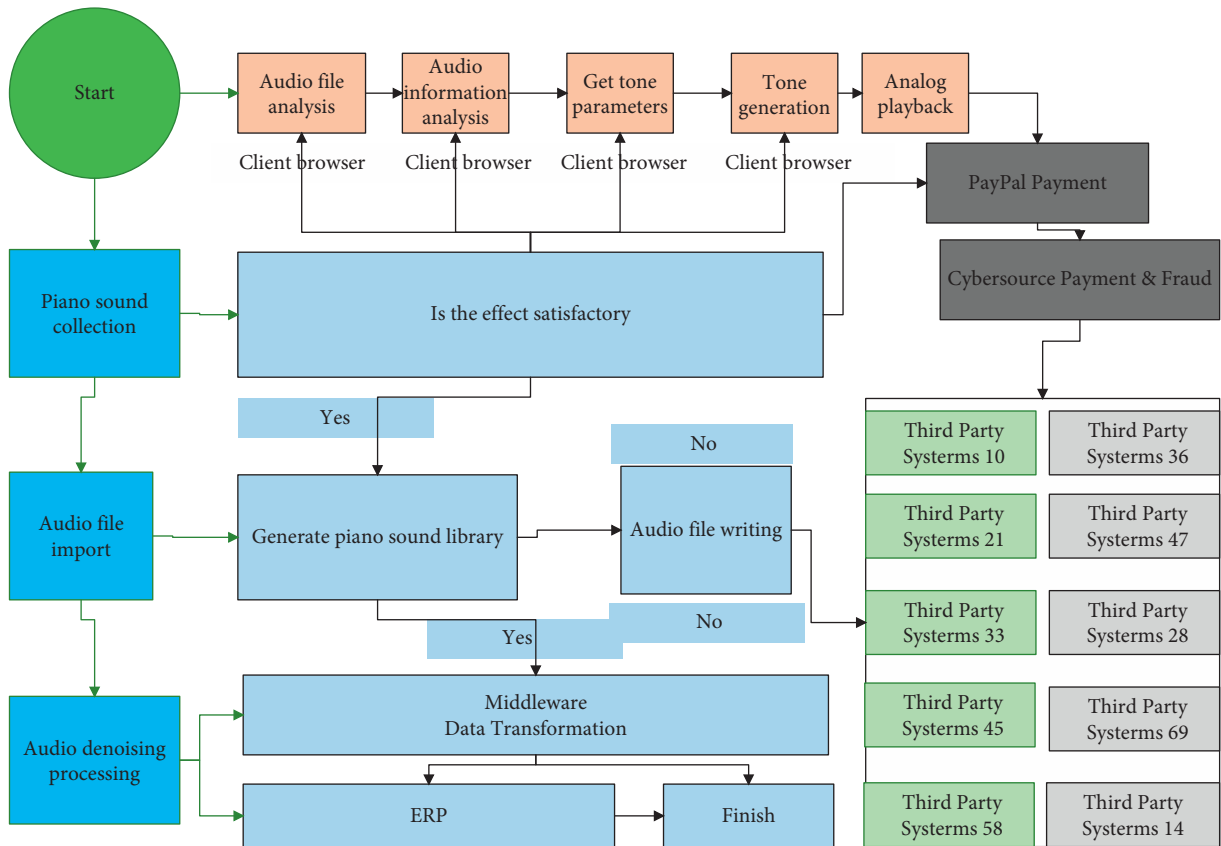 Start
Audio file
analysis
Audio
information
analysis
Get tone
parameters
Tone
generation
Analog
playback
Client browser
Client browser
Client browser
Client browser
PayPal Payment
Cybersource Payment & Fraud
Piano sound
collection
Is the effect satisfactory
Yes
No
Audio file
import
Generate piano sound library
Audio file writing
Yes
No
Audio denoising
processing
Middleware
Data Transformation
ERP
Finish
Third Party
Systerms 10
Third Party
Systerms 36
Third Party
Systerms 21
Third Party
Systerms 47
Third Party
Systerms 33
Third Party
Systerms 28
Third Party
Systerms 45
Third Party
Systerms 69
Third Party
Systerms 58
Third Party
Systerms 14